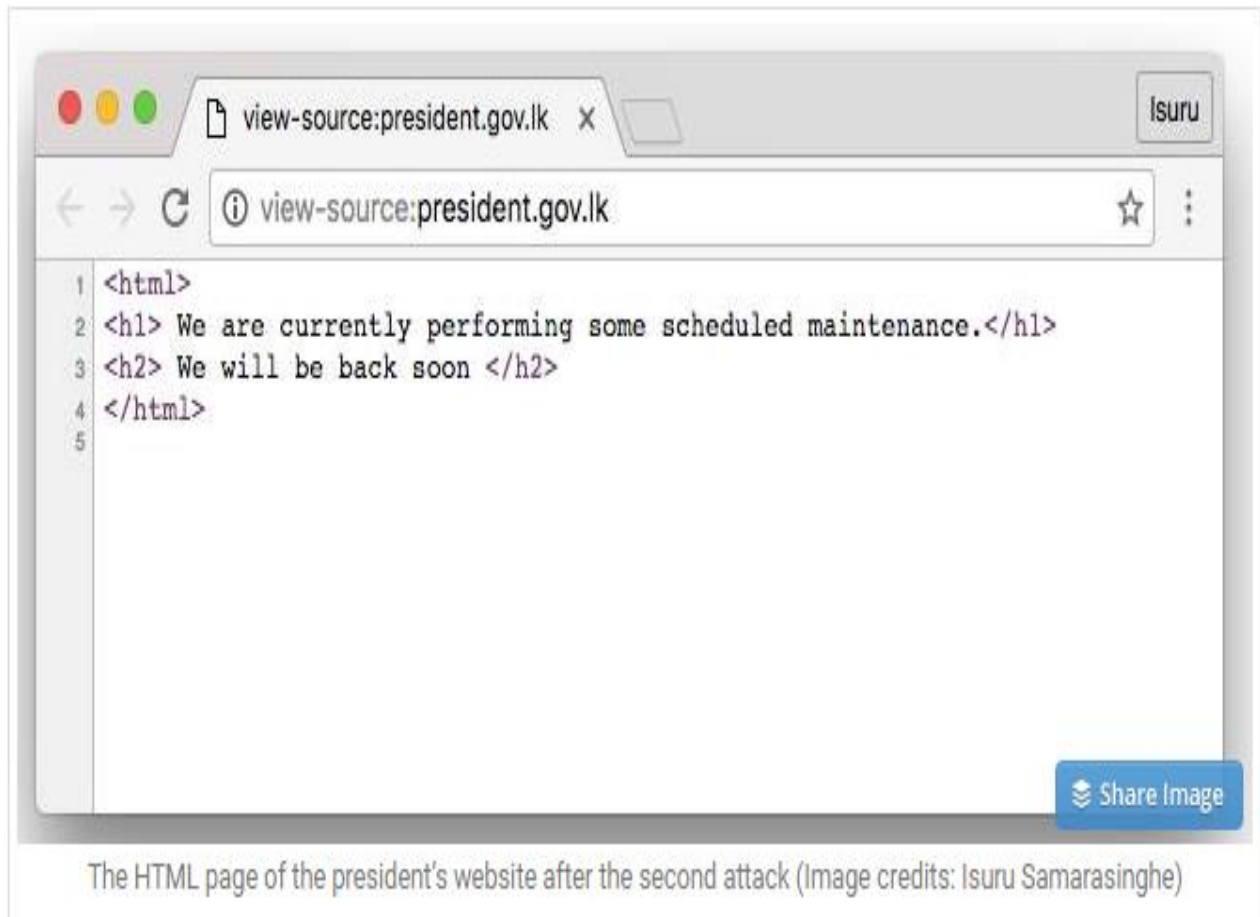 view-source:president.gov.lk
Isuru
view-source:president.gov.lk
1 <html>
2 <h1> We are currently performing some scheduled maintenance.</h1>
3 <h2> We will be back soon </h2>
4 </html>
5
Share Image
The HTML page of the president's website after the second attack (Image credits: Isuru Samarasinghe)